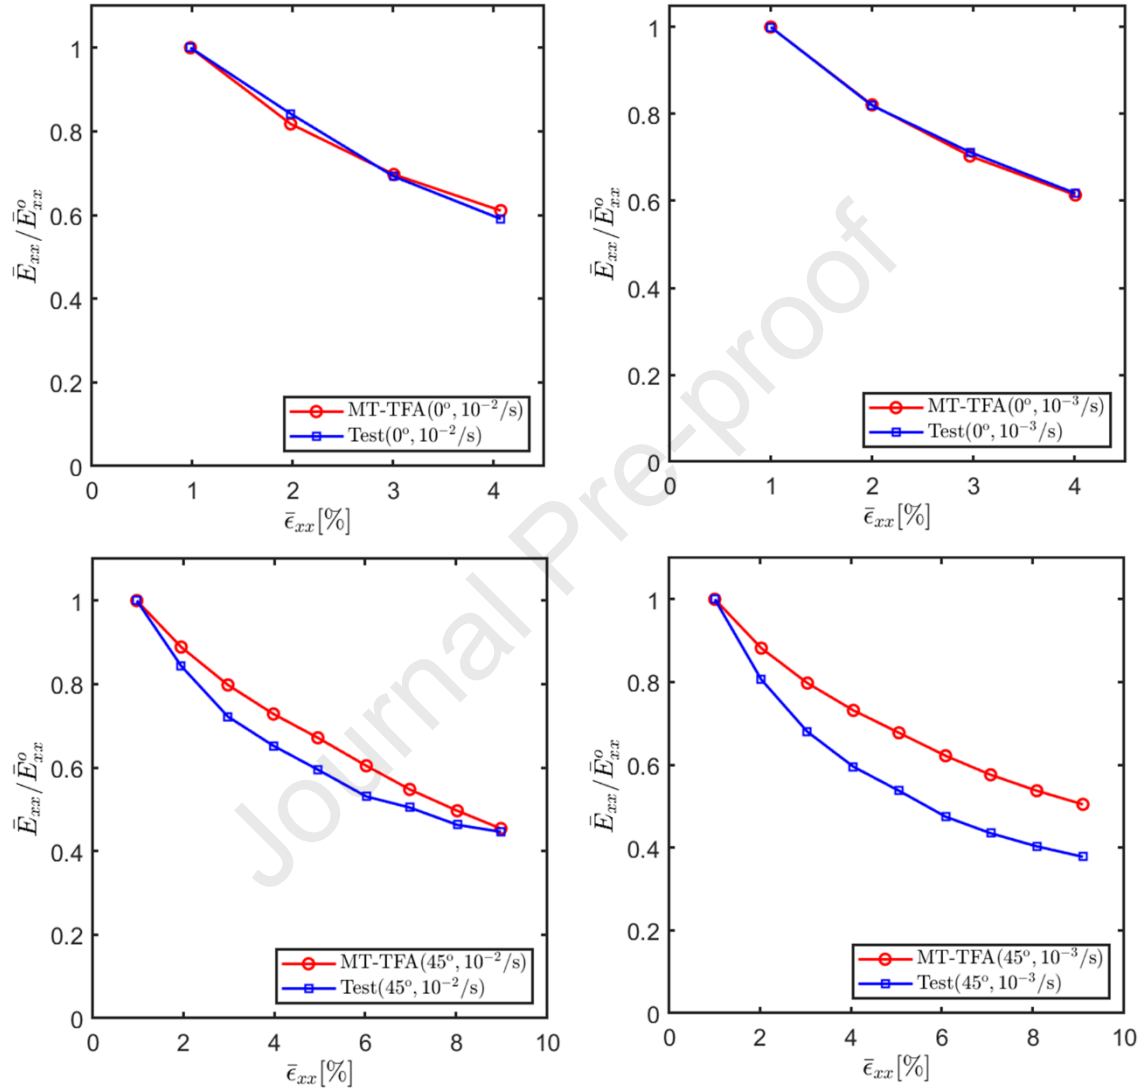 1
0.8
0.6
0.4
0.2
0
0 1 2 3 4
Ē_xx/Ē^o_xx
ε̄_xx[%]
MT-TFA(0°, 10⁻²/s)
Test(0°, 10⁻²/s)
1
0.8
0.6
0.4
0.2
0
0 1 2 3 4
Ē_xx/Ē^o_xx
ε̄_xx[%]
MT-TFA(0°, 10⁻³/s)
Test(0°, 10⁻³/s)
1
0.8
0.6
0.4
0.2
0
0 2 4 6 8 10
Ē_xx/Ē^o_xx
ε̄_xx[%]
MT-TFA(45°, 10⁻²/s)
Test(45°, 10⁻²/s)
1
0.8
0.6
0.4
0.2
0
0 2 4 6 8 10
Ē_xx/Ē^o_xx
ε̄_xx[%]
MT-TFA(45°, 10⁻³/s)
Test(45°, 10⁻³/s)
Journal Pre-proof